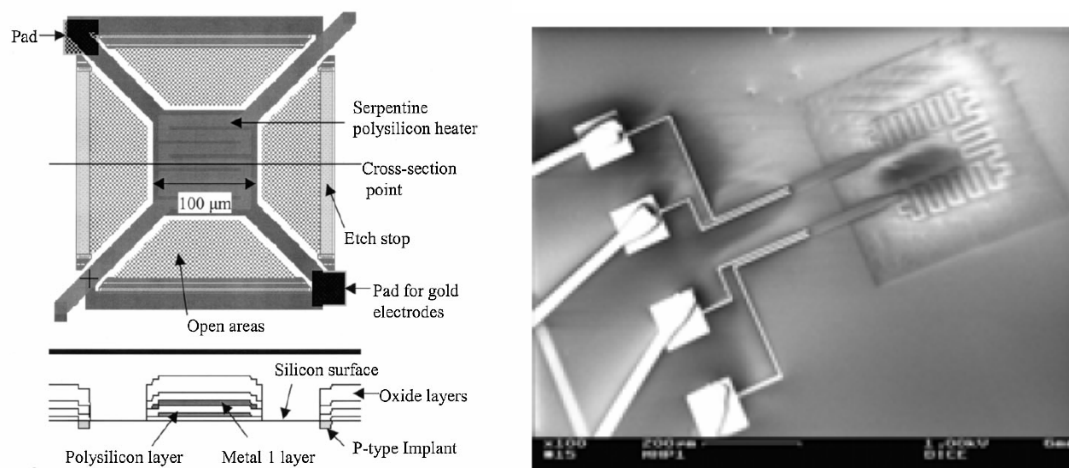 Pad
Serpentine
polysilicon heater
Cross-section
point
100 μm
Etch stop
Pad for gold
electrodes
Open areas
Silicon surface
Oxide layers
P-type Implant
Polysilicon layer
Metal 1 layer
x100
200μm
1.00kV
6mm
#15
DICE